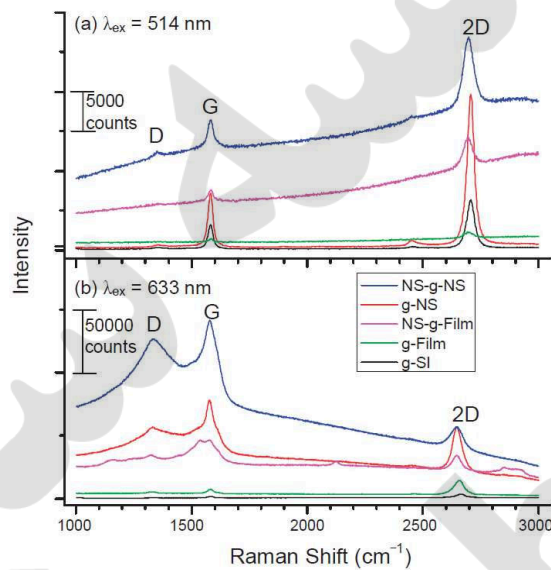 (a) λex = 514 nm
2D
5000
counts
D
G
Intensity
(b) λex = 633 nm
50000
counts
D
G
NS-g-NS
g-NS
NS-g-Film
g-Film
g-SI
2D
1000 1500 2000 2500 3000
Raman Shift (cm⁻¹)